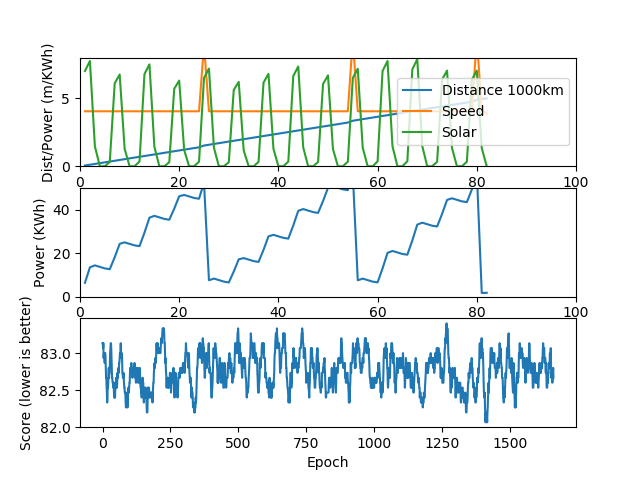 Dist/Power (m/KWh)
5
0
Distance 1000km
Speed
Solar
0 20 40 60 80 100
Power (KWh)
40
20
0
0 20 40 60 80 100
Score (lower is better)
83.0
82.5
82.0
0 250 500 750 1000 1250 1500
Epoch